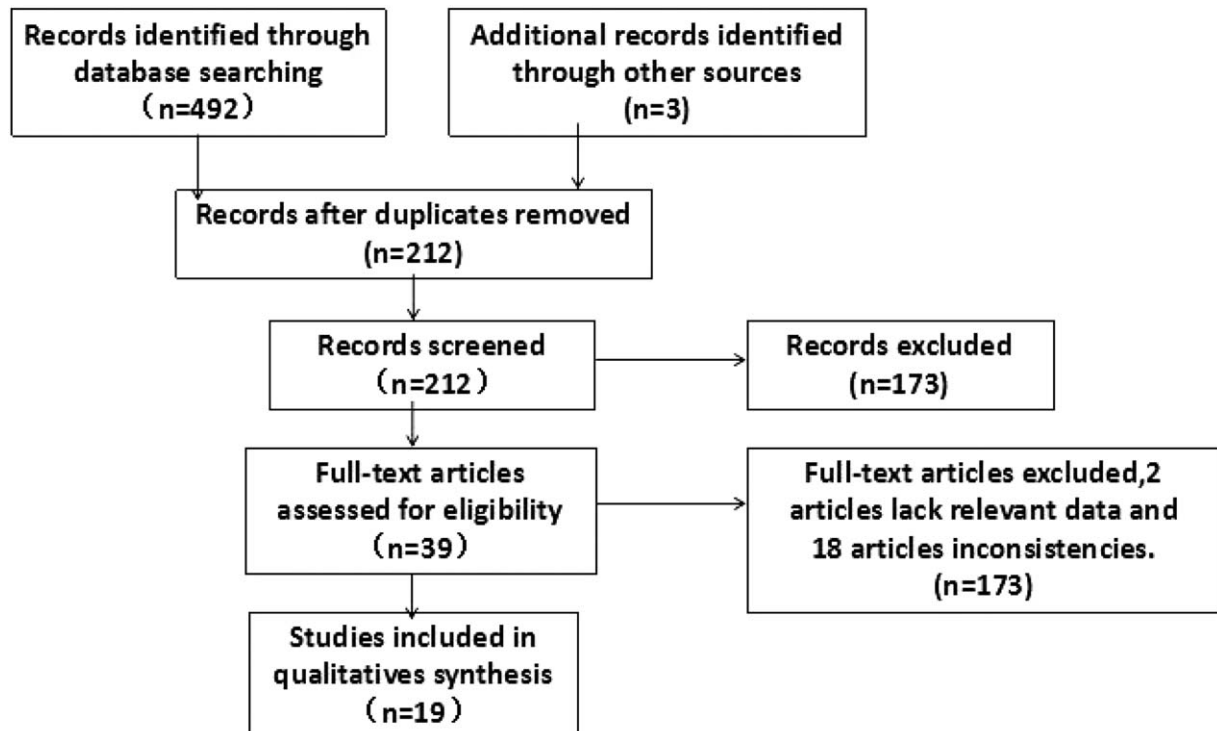 Records identified through
database searching
（n=492）
Additional records identified
through other sources
(n=3)
Records after duplicates removed
(n=212)
Records screened
（n=212）
Records excluded
(n=173)
Full-text articles
assessed for eligibility
（n=39）
Full-text articles excluded,2
articles lack relevant data and
18 articles inconsistencies.
(n=173)
Studies included in
qualitatives synthesis
（n=19）